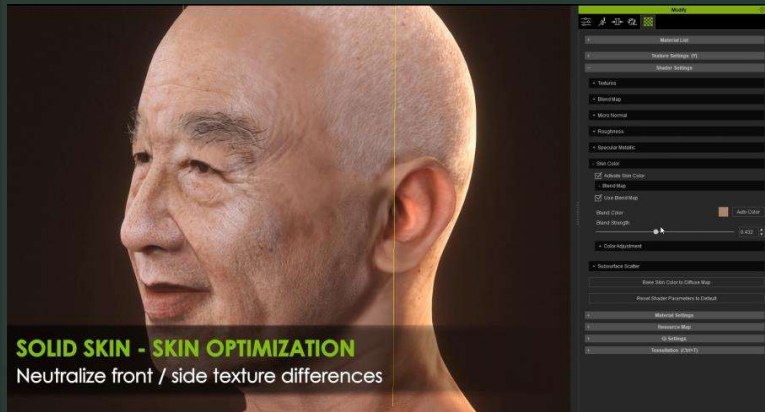 SOLID SKIN - SKIN OPTIMIZATION
Neutralize front / side texture differences
Modify
Material List
Texture Settings (P)
Shader Settings
Textures
Blend Map
Micro Normal
Roughness
Specular Metallic
Skin Color
Activate Skin Color
Blend Map
Use Blend Map
Blend Color
Auto Color
Blend Strength
0.432
Color Adjustment
Subsurface Scatter
Bake Skin Color to Diffuse Map
Reset Shader Parameters to Default
Material Settings
Resource Map
GI Settings
Tessellation (Ctrl+T)